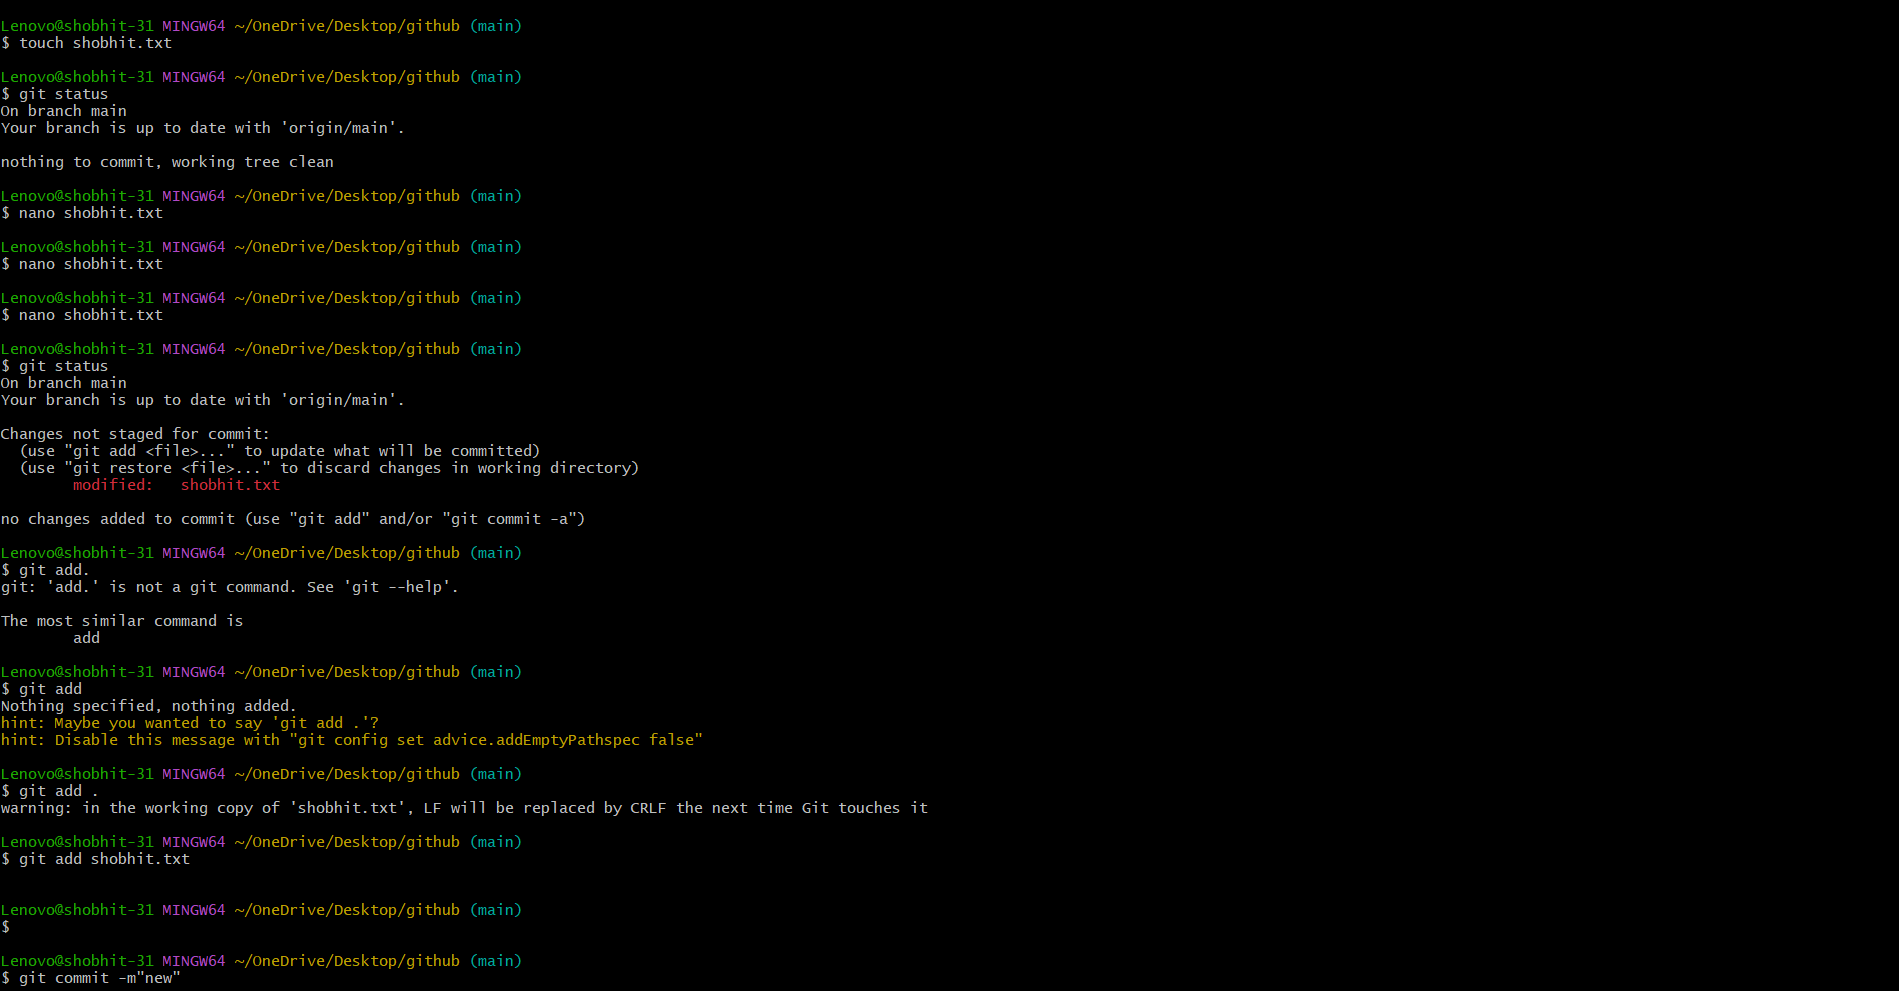 Lenovo@shobhit-31 MINGW64 ~/OneDrive/Desktop/github (main)
$ touch shobhit.txt
Lenovo@shobhit-31 MINGW64 ~/OneDrive/Desktop/github (main)
$ git status
On branch main
Your branch is up to date with 'origin/main'.
nothing to commit, working tree clean
Lenovo@shobhit-31 MINGW64 ~/OneDrive/Desktop/github (main)
$ nano shobhit.txt
Lenovo@shobhit-31 MINGW64 ~/OneDrive/Desktop/github (main)
$ nano shobhit.txt
Lenovo@shobhit-31 MINGW64 ~/OneDrive/Desktop/github (main)
$ nano shobhit.txt
Lenovo@shobhit-31 MINGW64 ~/OneDrive/Desktop/github (main)
$ git status
On branch main
Your branch is up to date with 'origin/main'.
Changes not staged for commit:
  (use "git add <file>..." to update what will be committed)
  (use "git restore <file>..." to discard changes in working directory)
        modified:   shobhit.txt
no changes added to commit (use "git add" and/or "git commit -a")
Lenovo@shobhit-31 MINGW64 ~/OneDrive/Desktop/github (main)
$ git add.
git: 'add.' is not a git command. See 'git --help'.
The most similar command is
        add
Lenovo@shobhit-31 MINGW64 ~/OneDrive/Desktop/github (main)
$ git add
Nothing specified, nothing added.
hint: Maybe you wanted to say 'git add .'?
hint: Disable this message with "git config set advice.addEmptyPathspec false"
Lenovo@shobhit-31 MINGW64 ~/OneDrive/Desktop/github (main)
$ git add .
warning: in the working copy of 'shobhit.txt', LF will be replaced by CRLF the next time Git touches it
Lenovo@shobhit-31 MINGW64 ~/OneDrive/Desktop/github (main)
$ git add shobhit.txt
Lenovo@shobhit-31 MINGW64 ~/OneDrive/Desktop/github (main)
$
Lenovo@shobhit-31 MINGW64 ~/OneDrive/Desktop/github (main)
$ git commit -m"new"